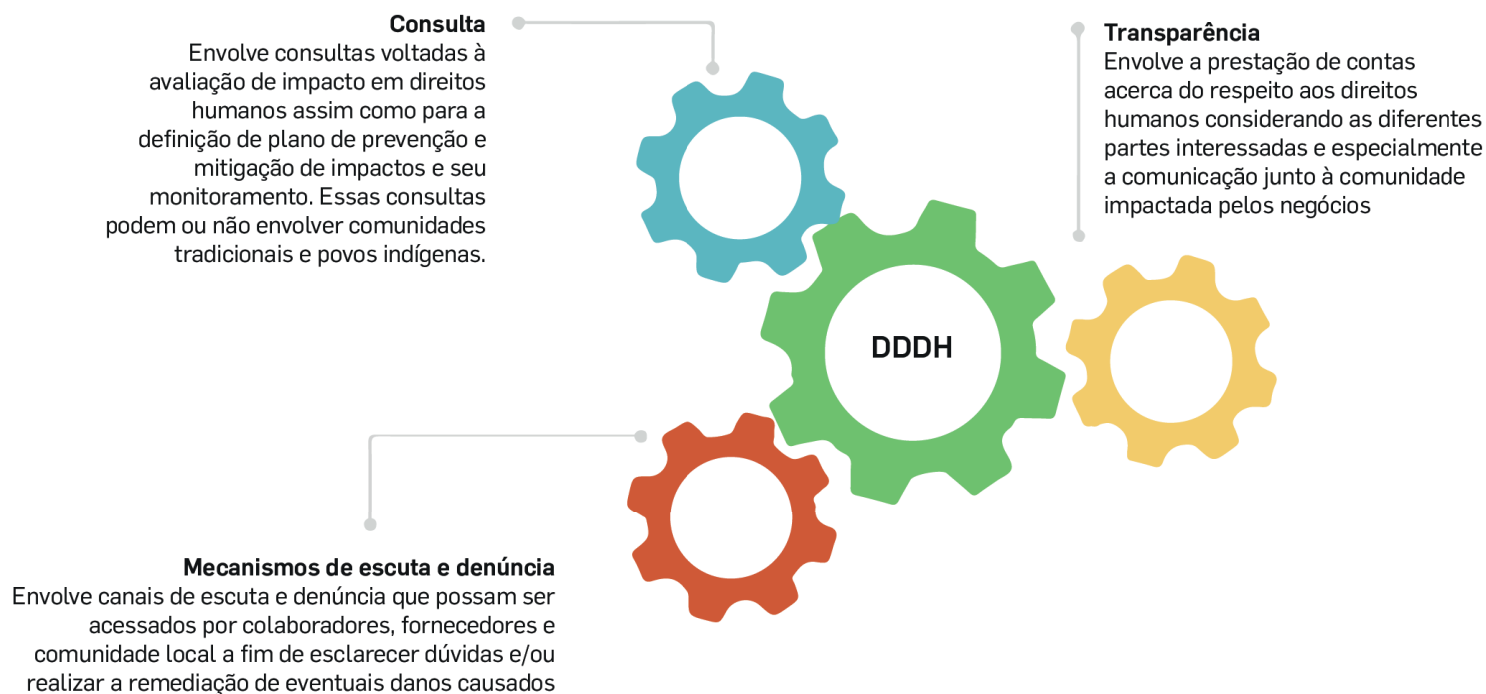 Consulta
Envolve consultas voltadas à
avaliação de impacto em direitos
humanos assim como para a
definição de plano de prevenção e
mitigação de impactos e seu
monitoramento. Essas consultas
podem ou não envolver comunidades
tradicionais e povos indígenas.
Transparência
Envolve a prestação de contas
acerca do respeito aos direitos
humanos considerando as diferentes
partes interessadas e especialmente
a comunicação junto à comunidade
impactada pelos negócios
DDDH
Mecanismos de escuta e denúncia
Envolve canais de escuta e denúncia que possam ser
acessados por colaboradores, fornecedores e
comunidade local a fim de esclarecer dúvidas e/ou
realizar a remediação de eventuais danos causados